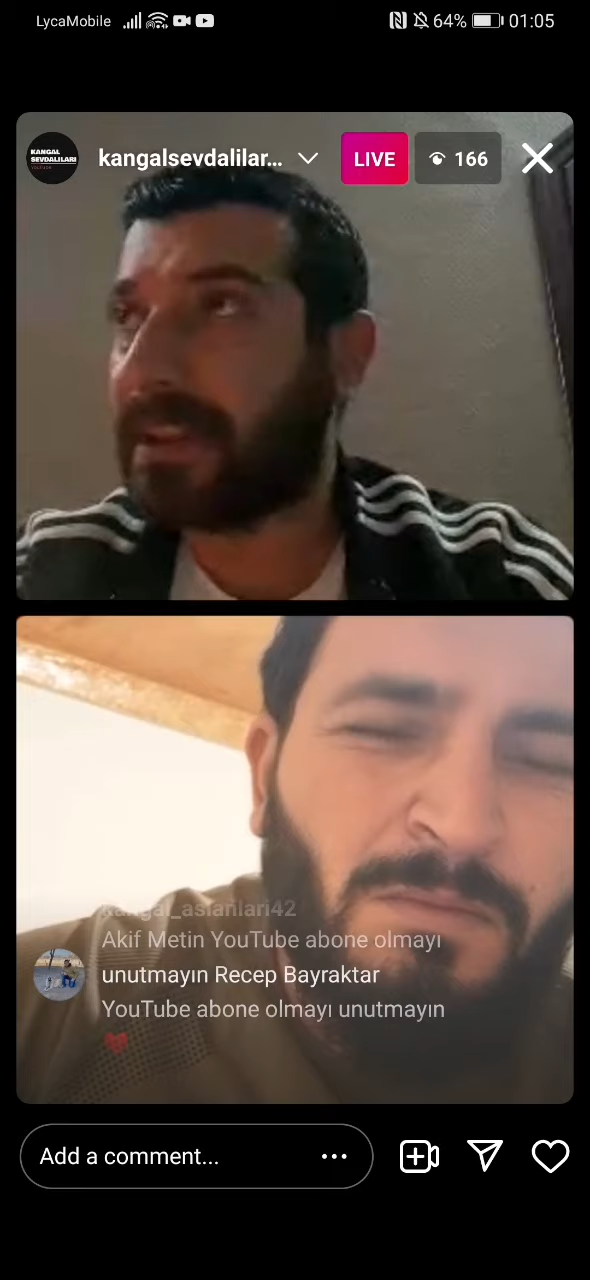 LycaMobile 64% 01:05
KANGAL
SEVDALILARI
YOUTUBE
kangalsevdalilar... LIVE 166
kangal_aslanlari42
Akif Metin YouTube abone olmayı
unutmayın Recep Bayraktar
YouTube abone olmayı unutmayın
Add a comment...